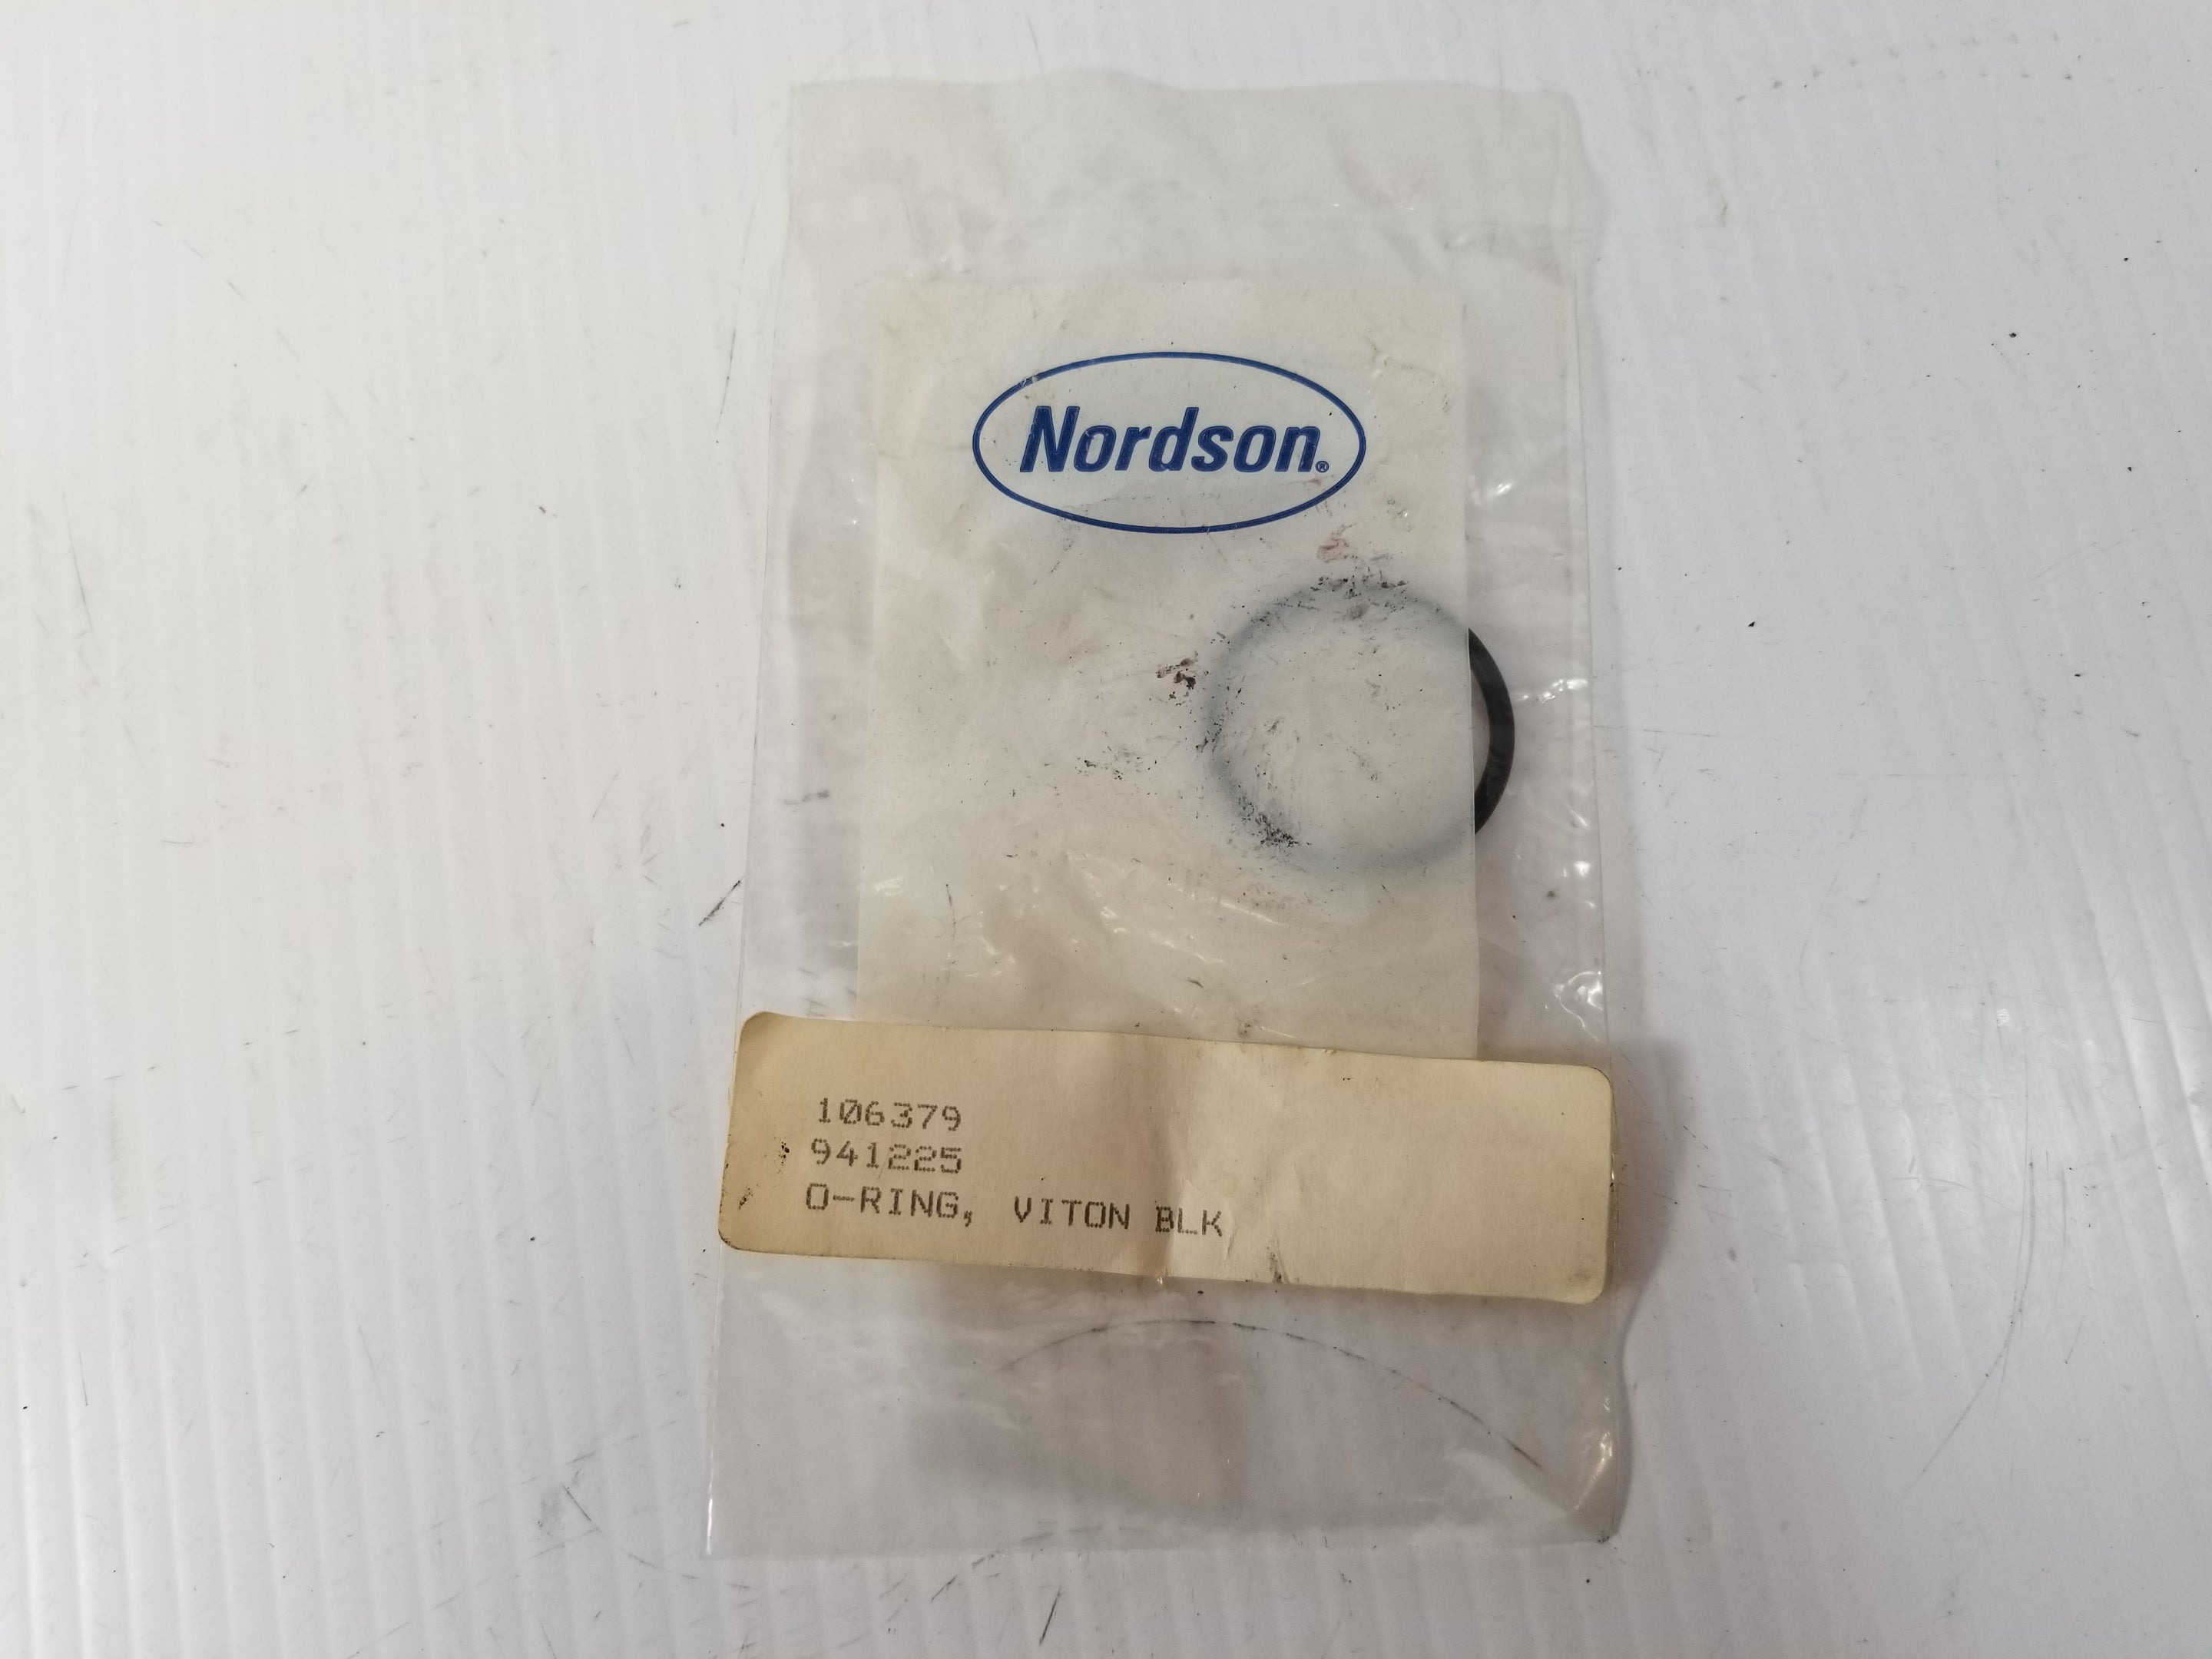 Nordson®
106379
941225
O-RING, VITON BLK